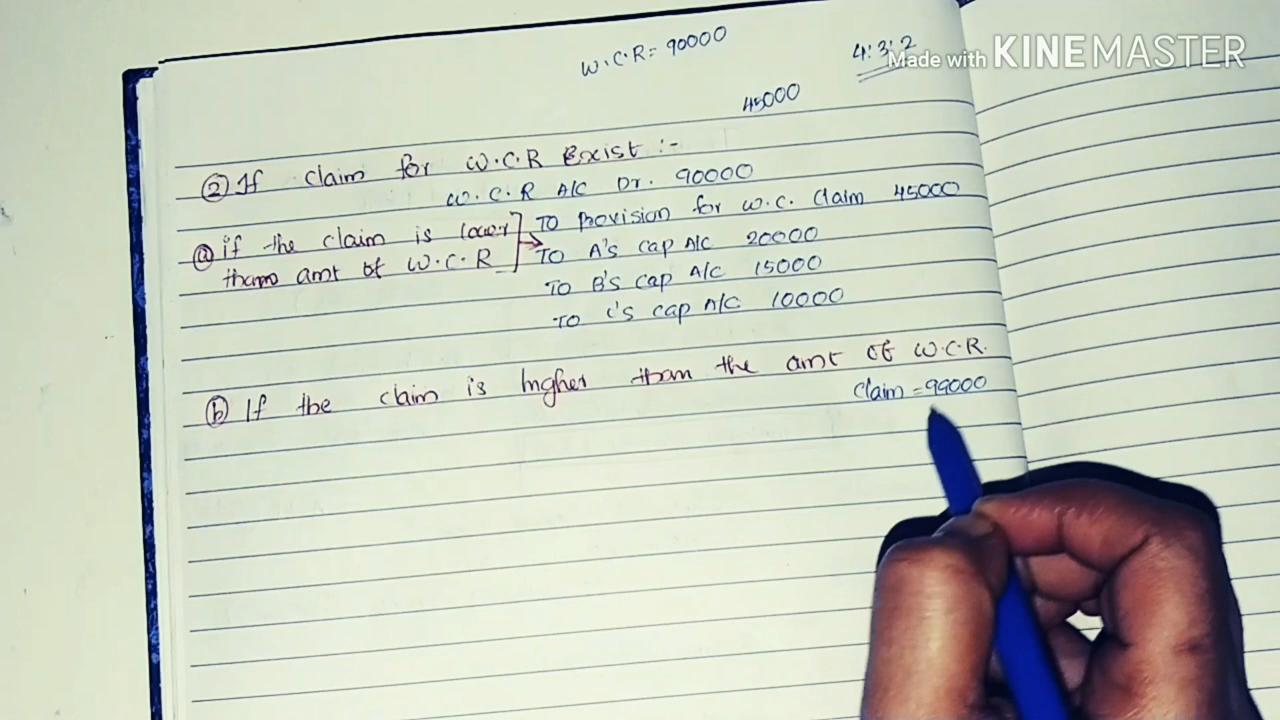 W.C.R = 90000
4:3:2
Made with KINEMASTER
45000
② If claim for W.C.R Exist :-
W.C.R A/C Dr. 90000
ⓐ if the claim is lower
than amt of W.C.R
TO Provision for W.C. Claim 45000
TO A's cap A/C 20000
TO B's cap A/C 15000
TO C's cap A/C 10000
ⓑ If the claim is higher than the amt of W.C.R.
Claim = 99000